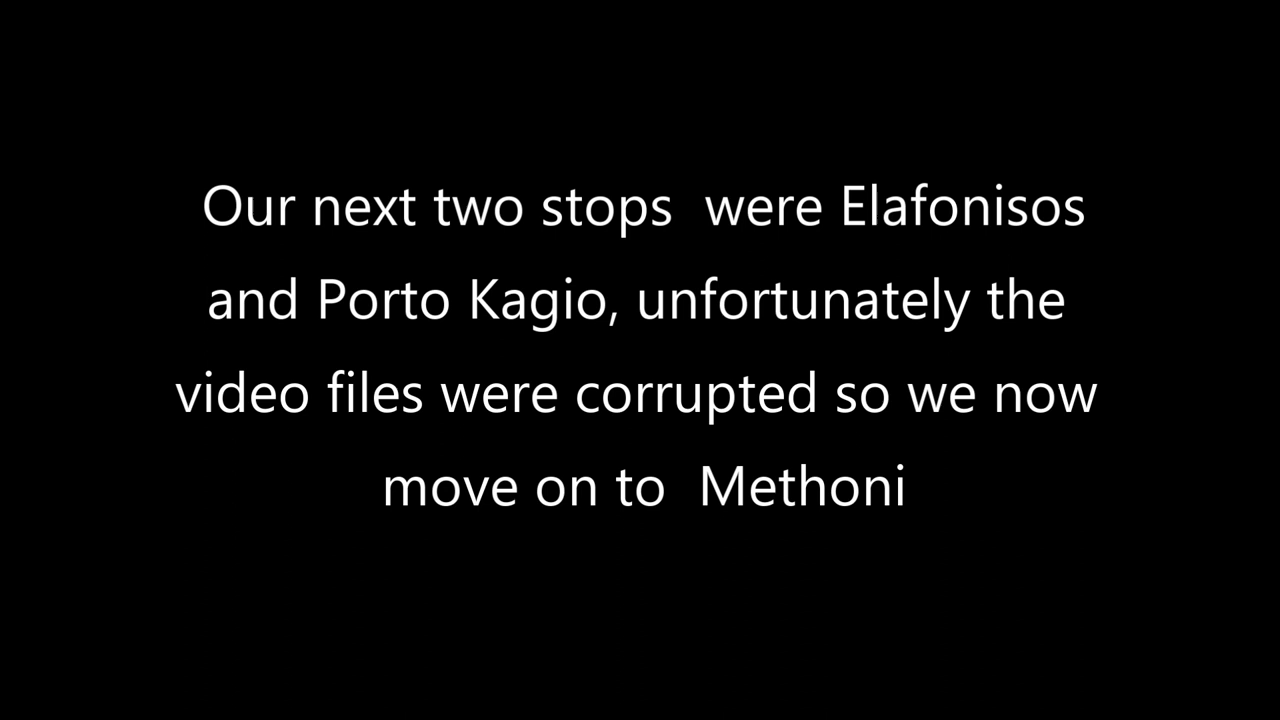 Our next two stops  were Elafonisos
and Porto Kagio, unfortunately the
video files were corrupted so we now
move on to  Methoni